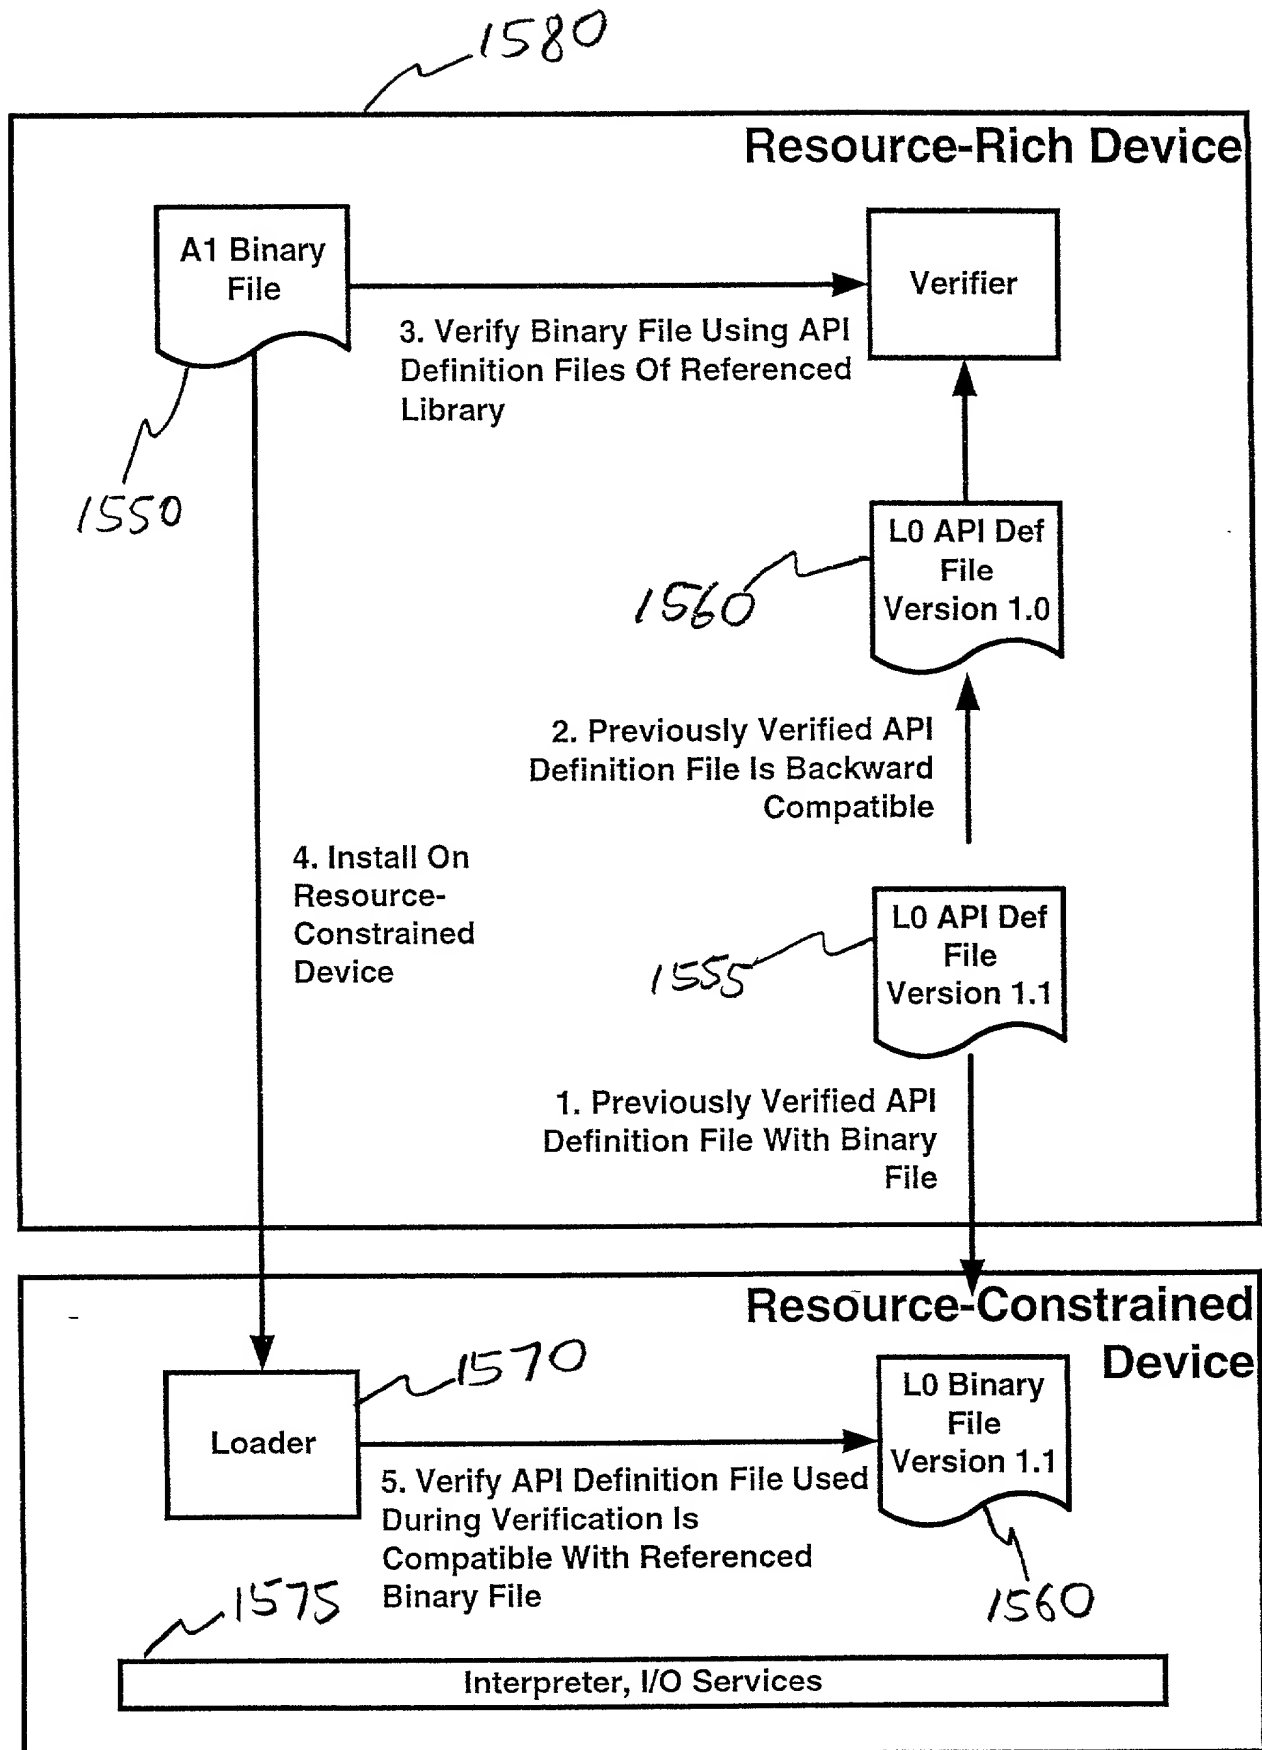 1580
Resource-Rich Device
A1 Binary
File
Verifier
3. Verify Binary File Using API
Definition Files Of Referenced
Library
1550
L0 API Def
File
Version 1.0
1560
2. Previously Verified API
Definition File Is Backward
Compatible
4. Install On
Resource-
Constrained
Device
L0 API Def
File
Version 1.1
1555
1. Previously Verified API
Definition File With Binary
File
Resource-Constrained
Device
1570
L0 Binary
File
Version 1.1
Loader
5. Verify API Definition File Used
During Verification Is
Compatible With Referenced
Binary File
1575
1560
Interpreter, I/O Services